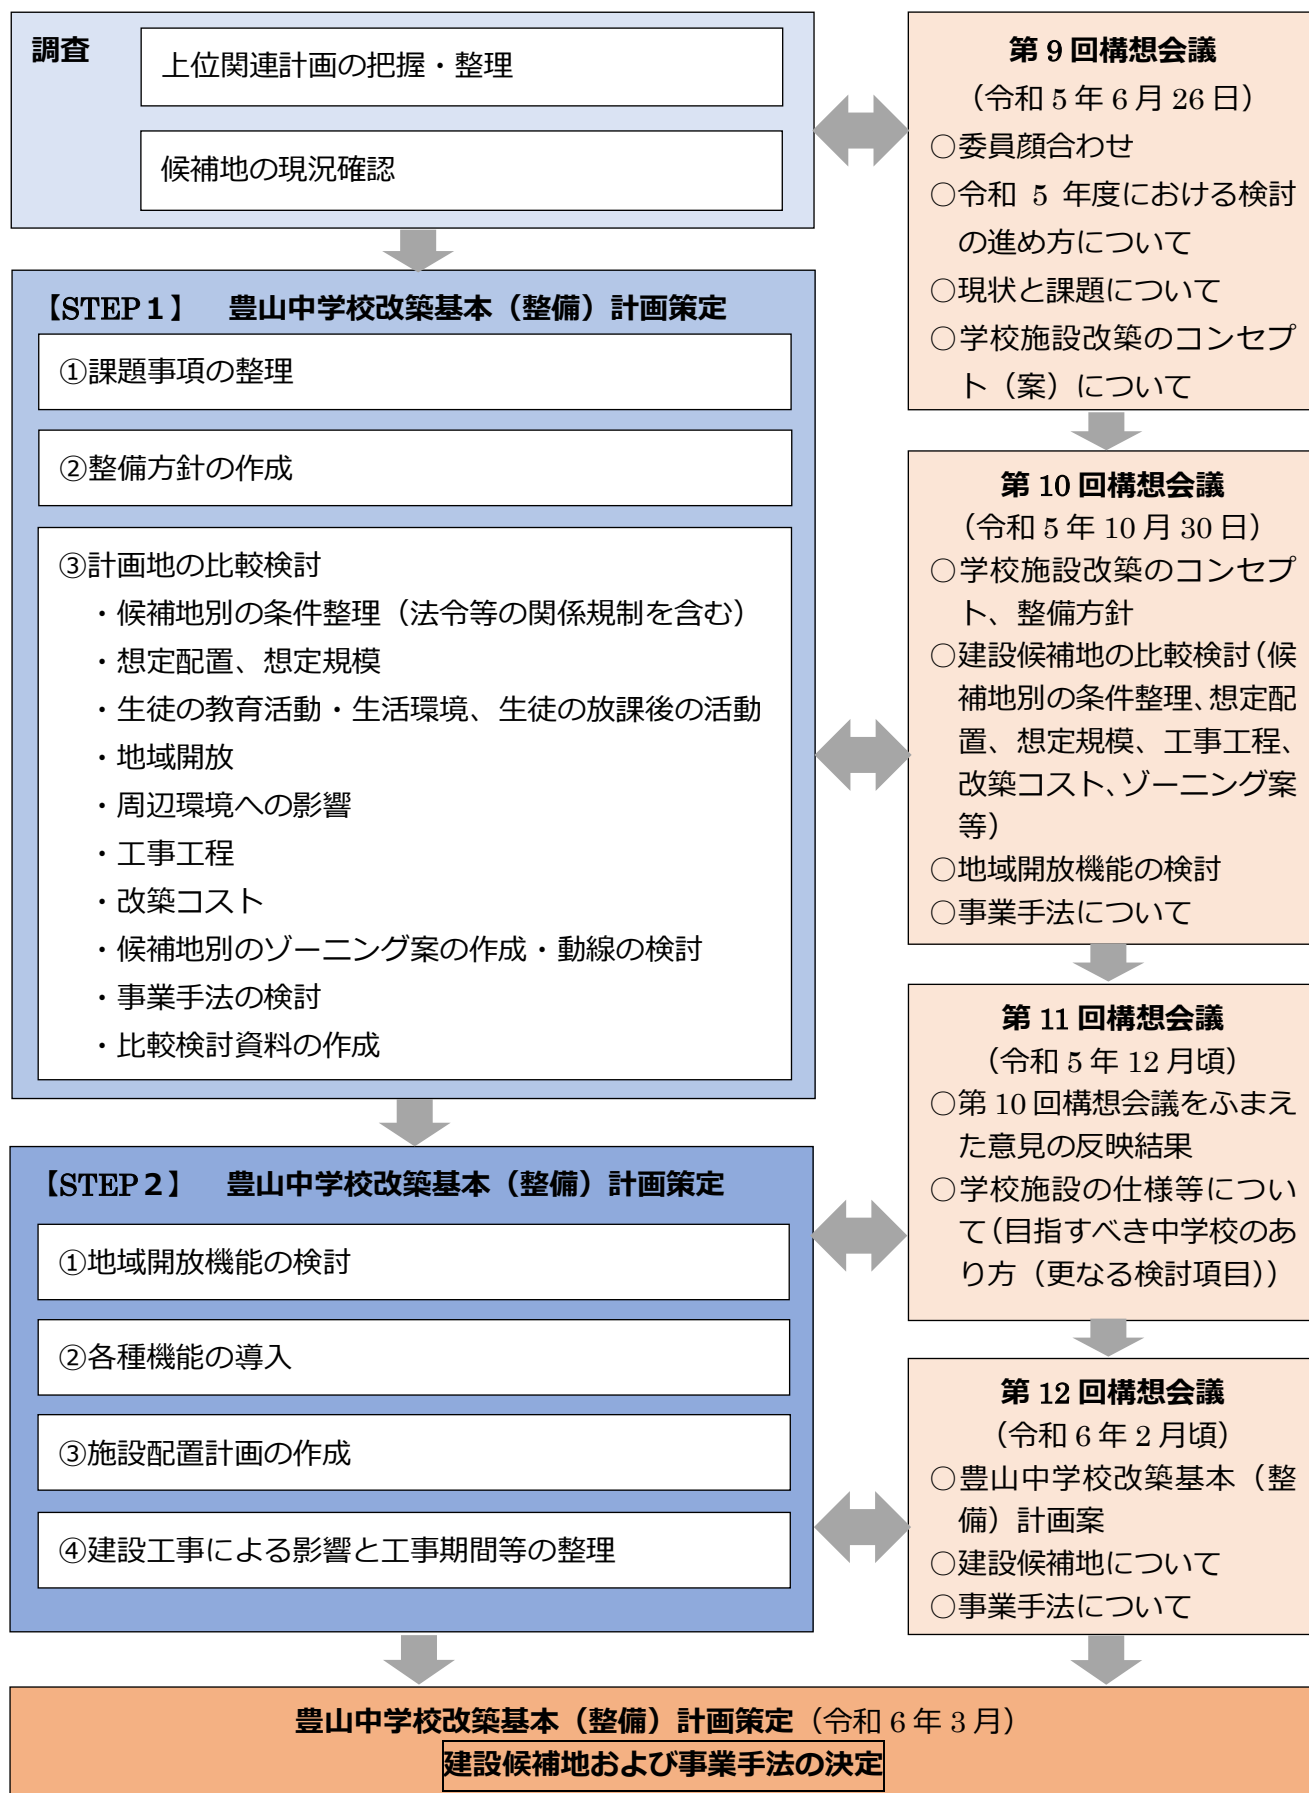 調査
上位関連計画の把握・整理
候補地の現況確認
【STEP１】　豊山中学校改築基本（整備）計画策定
①課題事項の整理
②整備方針の作成
③計画地の比較検討
・候補地別の条件整理（法令等の関係規制を含む）
・想定配置、想定規模
・生徒の教育活動・生活環境、生徒の放課後の活動
・地域開放
・周辺環境への影響
・工事工程
・改築コスト
・候補地別のゾーニング案の作成・動線の検討
・事業手法の検討
・比較検討資料の作成
【STEP２】　豊山中学校改築基本（整備）計画策定
①地域開放機能の検討
②各種機能の導入
③施設配置計画の作成
④建設工事による影響と工事期間等の整理
第 9 回構想会議
（令和 5 年 6 月 26 日）
○委員顔合わせ
○令和 5 年度における検討
の進め方について
○現状と課題について
○学校施設改築のコンセプ
ト（案）について
第 10 回構想会議
（令和 5 年 10 月 30 日）
○学校施設改築のコンセプ
ト、整備方針
○建設候補地の比較検討（候
補地別の条件整理、想定配
置、想定規模、工事工程、
改築コスト、ゾーニング案
等）
○地域開放機能の検討
○事業手法について
第 11 回構想会議
（令和 5 年 12 月頃）
○第 10 回構想会議をふまえ
た意見の反映結果
○学校施設の仕様等につい
て（目指すべき中学校のあ
り方（更なる検討項目））
第 12 回構想会議
（令和 6 年 2 月頃）
○豊山中学校改築基本（整
備）計画案
○建設候補地について
○事業手法について
豊山中学校改築基本（整備）計画策定（令和 6 年 3 月）
建設候補地および事業手法の決定